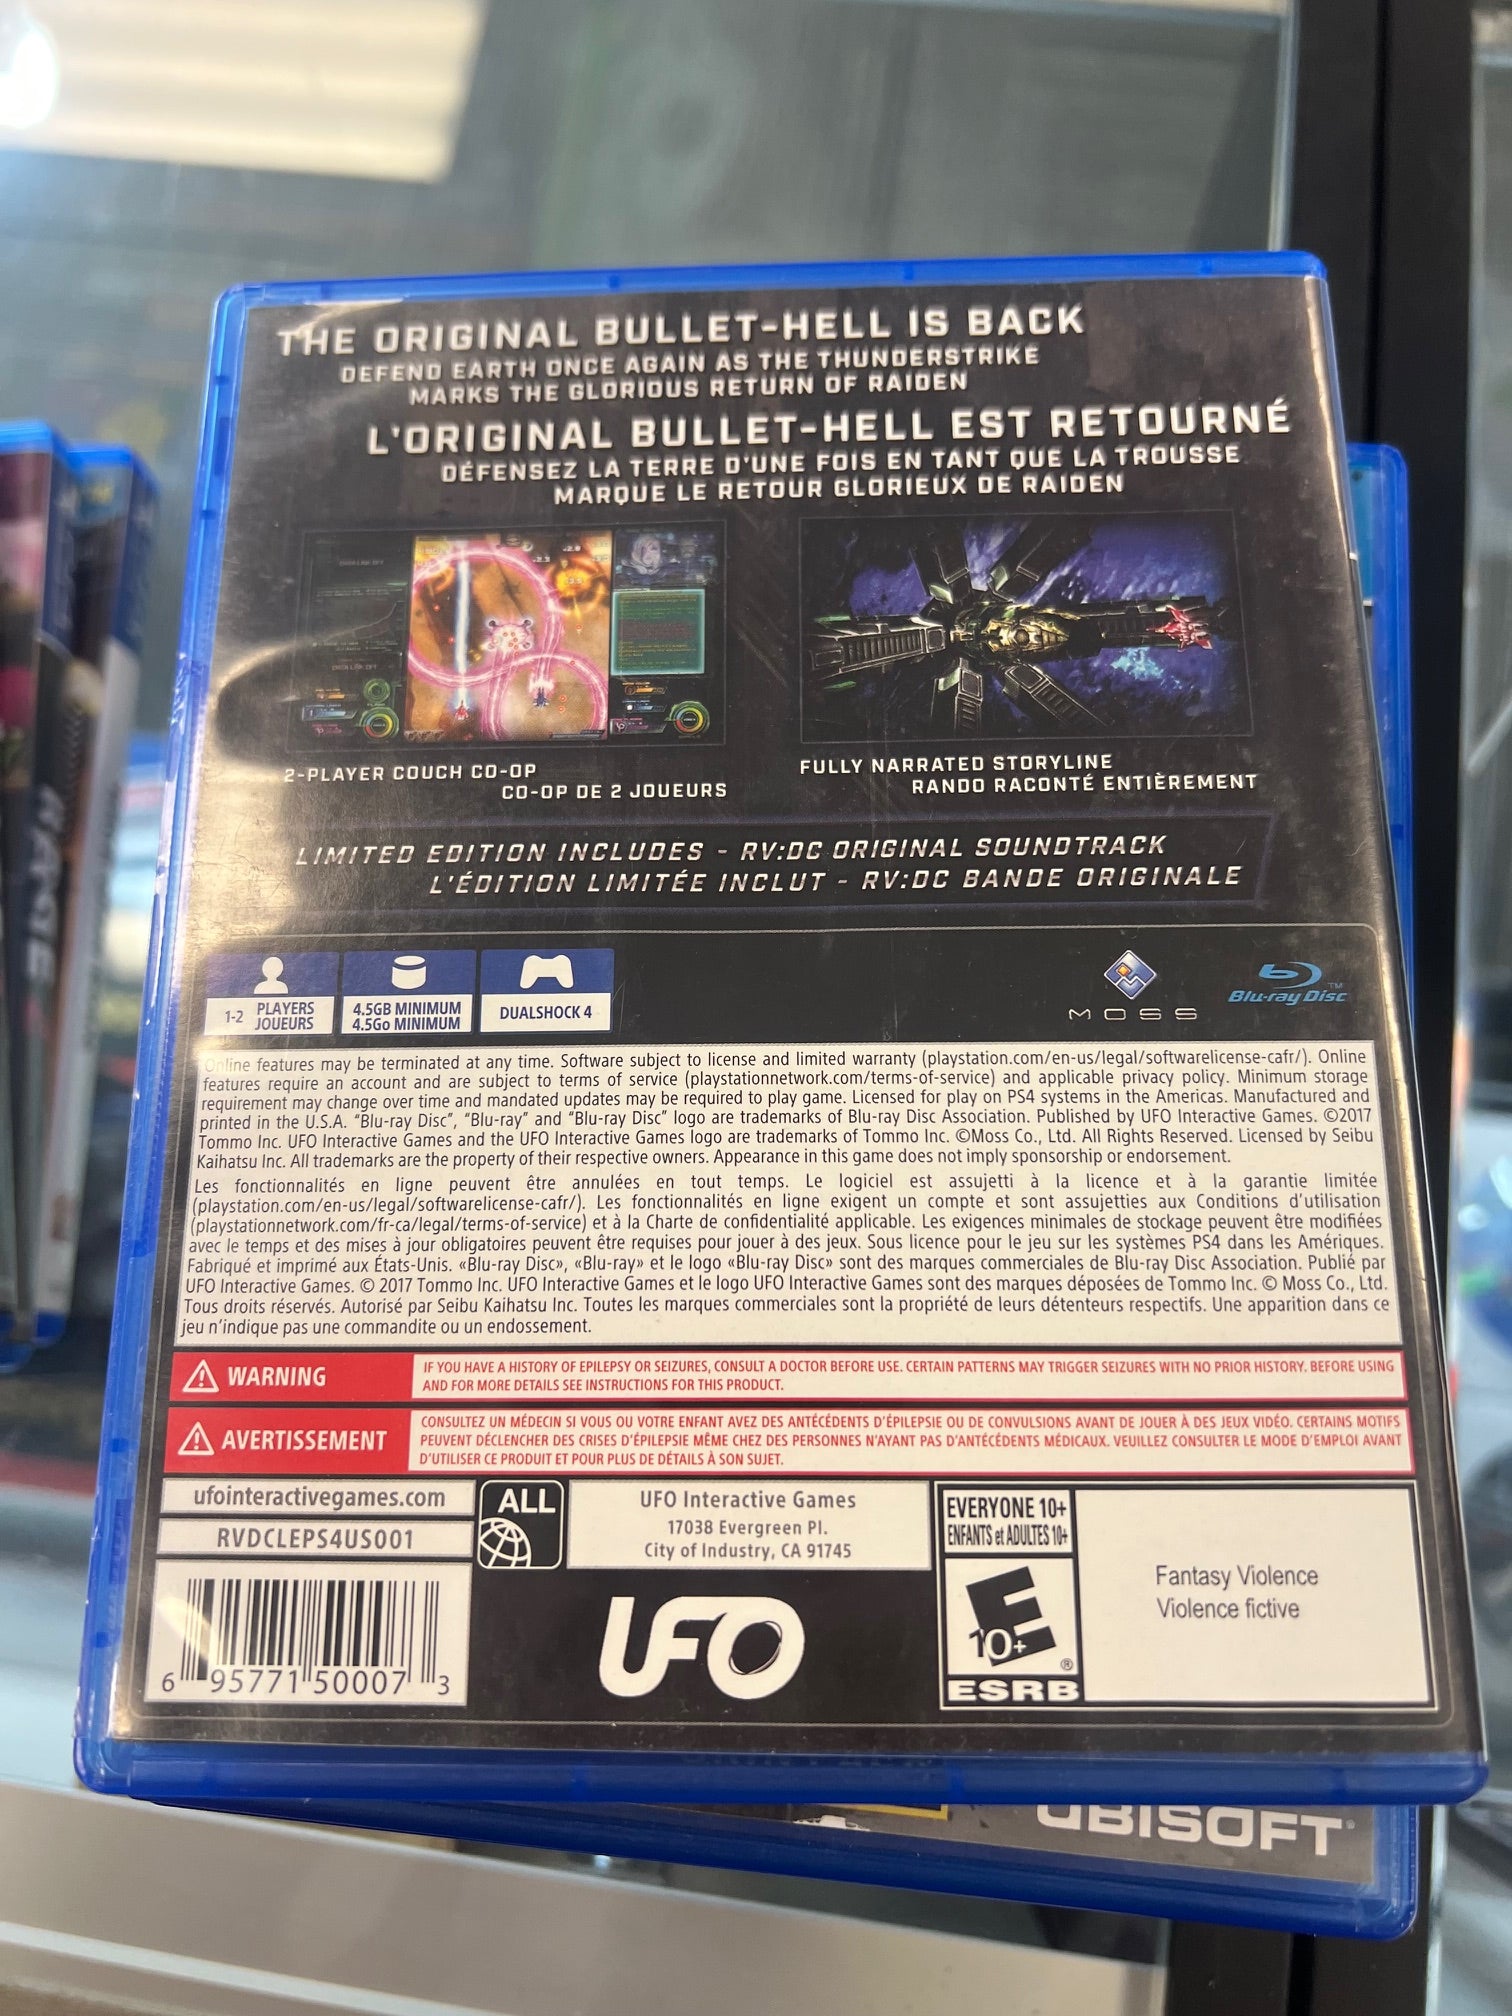 THE ORIGINAL BULLET-HELL IS BACK
DEFEND EARTH ONCE AGAIN AS THE THUNDERSTRIKE
MARKS THE GLORIOUS RETURN OF RAIDEN
L'ORIGINAL BULLET-HELL EST RETOURNÉ
DÉFENSEZ LA TERRE D'UNE FOIS EN TANT QUE LA TROUSSE
MARQUE LE RETOUR GLORIEUX DE RAIDEN
2-PLAYER COUCH CO-OP
CO-OP DE 2 JOUEURS
FULLY NARRATED STORYLINE
RANDO RACONTÉ ENTIÈREMENT
LIMITED EDITION INCLUDES - RV:DC ORIGINAL SOUNDTRACK
L'ÉDITION LIMITÉE INCLUT - RV:DC BANDE ORIGINALE
1-2 PLAYERS
JOUEURS
4.5GB MINIMUM
4.5Go MINIMUM
DUALSHOCK 4
MOSS
Blu-ray Disc™
Online features may be terminated at any time. Software subject to license and limited warranty (playstation.com/en-us/legal/softwarelicense-cafr/). Online
features require an account and are subject to terms of service (playstationnetwork.com/terms-of-service) and applicable privacy policy. Minimum storage
requirement may change over time and mandated updates may be required to play game. Licensed for play on PS4 systems in the Americas. Manufactured and
printed in the U.S.A. “Blu-ray Disc”, “Blu-ray” and “Blu-ray Disc” logo are trademarks of Blu-ray Disc Association. Published by UFO Interactive Games. ©2017
Tommo Inc. UFO Interactive Games and the UFO Interactive Games logo are trademarks of Tommo Inc. ©Moss Co., Ltd. All Rights Reserved. Licensed by Seibu
Kaihatsu Inc. All trademarks are the property of their respective owners. Appearance in this game does not imply sponsorship or endorsement.
Les fonctionnalités en ligne peuvent être annulées en tout temps. Le logiciel est assujetti à la licence et à la garantie limitée
(playstation.com/en-us/legal/softwarelicense-cafr/). Les fonctionnalités en ligne exigent un compte et sont assujetties aux Conditions d'utilisation
(playstationnetwork.com/fr-ca/legal/terms-of-service) et à la Charte de confidentialité applicable. Les exigences minimales de stockage peuvent être modifiées
avec le temps et des mises à jour obligatoires peuvent être requises pour jouer à des jeux. Sous licence pour le jeu sur les systèmes PS4 dans les Amériques.
Fabriqué et imprimé aux États-Unis. «Blu-ray Disc», «Blu-ray» et le logo «Blu-ray Disc» sont des marques commerciales de Blu-ray Disc Association. Publié par
UFO Interactive Games. © 2017 Tommo Inc. UFO Interactive Games et le logo UFO Interactive Games sont des marques déposées de Tommo Inc. © Moss Co., Ltd.
Tous droits réservés. Autorisé par Seibu Kaihatsu Inc. Toutes les marques commerciales sont la propriété de leurs détenteurs respectifs. Une apparition dans ce
jeu n'indique pas une commandite ou un endossement.
WARNING
IF YOU HAVE A HISTORY OF EPILEPSY OR SEIZURES, CONSULT A DOCTOR BEFORE USE. CERTAIN PATTERNS MAY TRIGGER SEIZURES WITH NO PRIOR HISTORY. BEFORE USING
AND FOR MORE DETAILS SEE INSTRUCTIONS FOR THIS PRODUCT.
AVERTISSEMENT
CONSULTEZ UN MÉDECIN SI VOUS OU VOTRE ENFANT AVEZ DES ANTÉCÉDENTS D'ÉPILEPSIE OU DE CONVULSIONS AVANT DE JOUER À DES JEUX VIDÉO. CERTAINS MOTIFS
PEUVENT DÉCLENCHER DES CRISES D'ÉPILEPSIE MÊME CHEZ DES PERSONNES N'AYANT PAS D'ANTÉCÉDENTS MÉDICAUX. VEUILLEZ CONSULTER LE MODE D'EMPLOI AVANT
D'UTILISER CE PRODUIT ET POUR PLUS DE DÉTAILS À SON SUJET.
ufointeractivegames.com
RVDCLEPS4US001
6 95771 50007 3
ALL
UFO Interactive Games
17038 Evergreen Pl.
City of Industry, CA 91745
UFO
EVERYONE 10+
ENFANTS et ADULTES 10+
E
10+
®
ESRB
Fantasy Violence
Violence fictive
UBISOFT